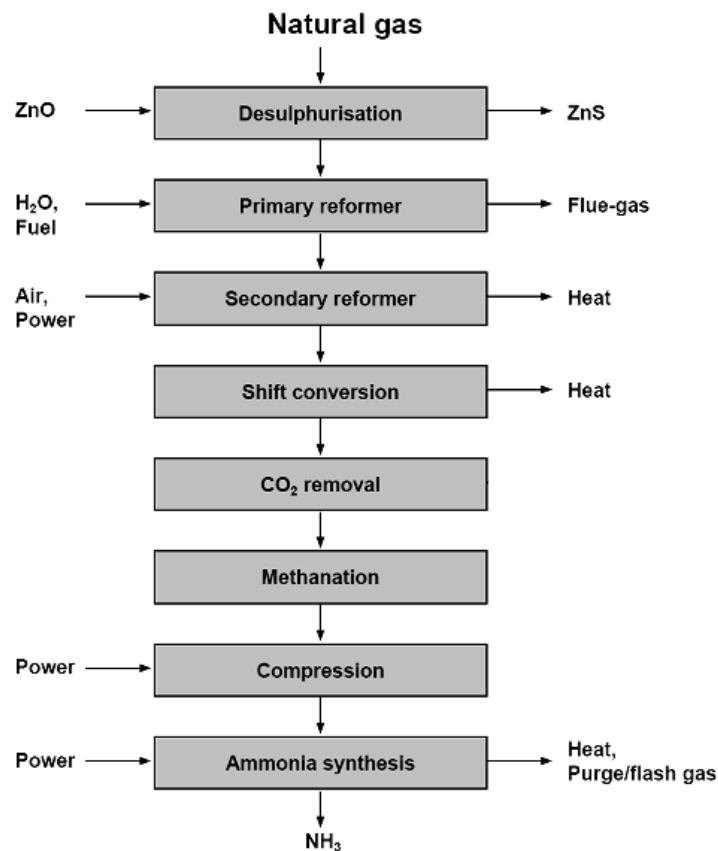 Natural gas
ZnO
Desulphurisation
ZnS
H₂O,
Fuel
Primary reformer
Flue-gas
Air,
Power
Secondary reformer
Heat
Shift conversion
Heat
CO₂ removal
Methanation
Power
Compression
Power
Ammonia synthesis
Heat,
Purge/flash gas
NH₃